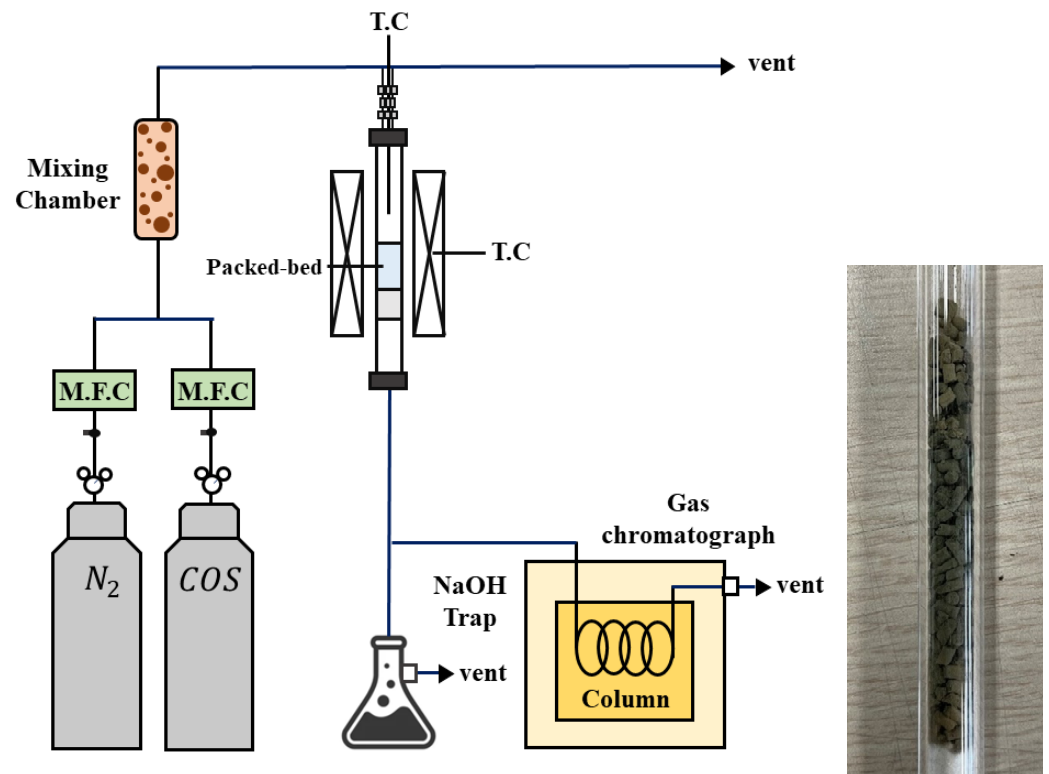 T.C
vent
Mixing
Chamber
Packed-bed
T.C
M.F.C
M.F.C
N₂
COS
Gas
chromatograph
NaOH
Trap
vent
vent
Column